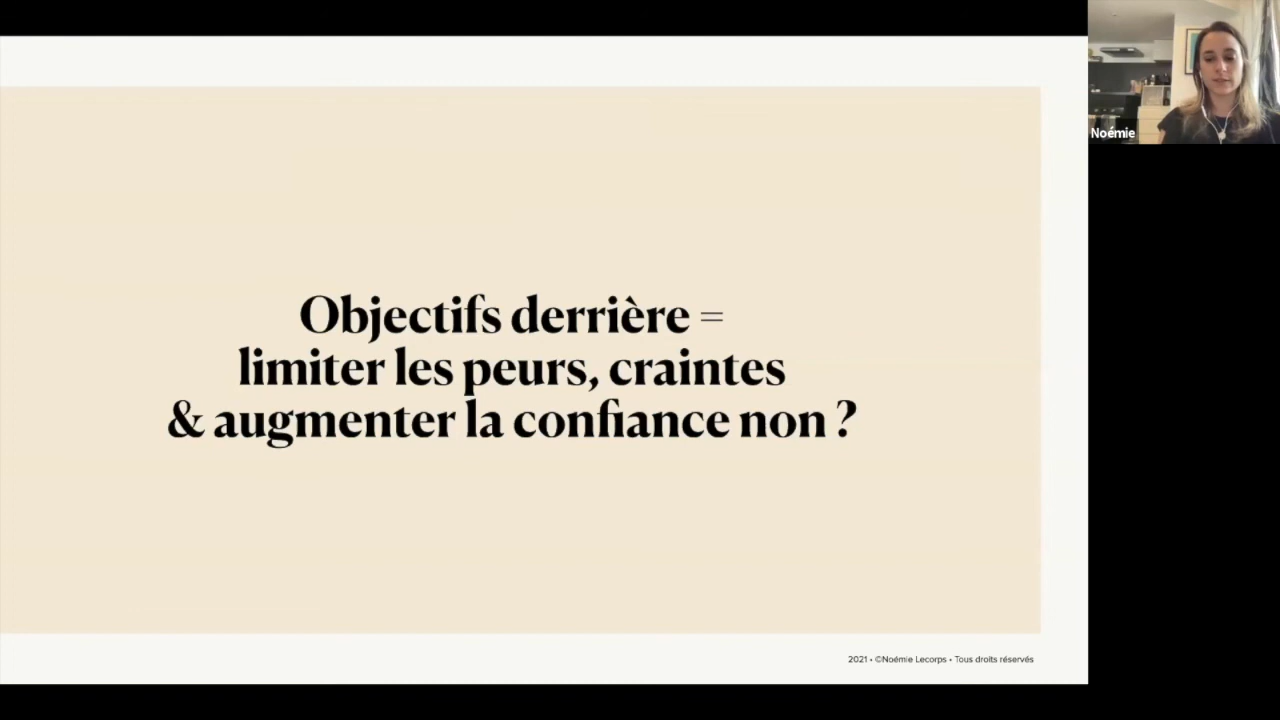 Noémie
Objectifs derrière =
limiter les peurs, craintes
& augmenter la confiance non ?
2021 • ©Noémie Lecorps • Tous droits réservés